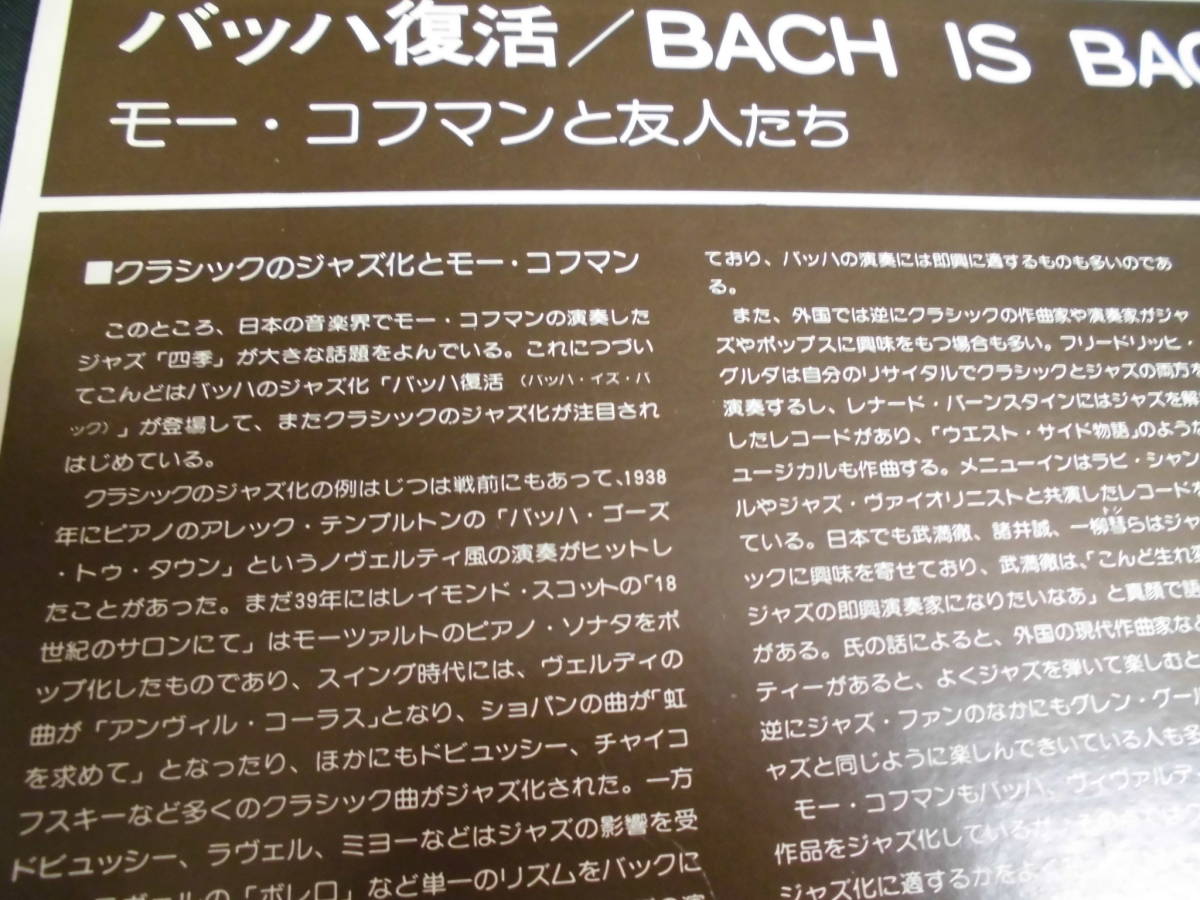 バッハ復活／BACH IS BAC
モー・コフマンと友人たち
■クラシックのジャズ化とモー・コフマン
このところ、日本の音楽界でモー・コフマンの演奏した
ジャズ「四季」が大きな話題をよんでいる。これにつづい
てこんどはバッハのジャズ化「バッハ復活（バッハ・イズ・バ
ック）」が登場して、またクラシックのジャズ化が注目され
はじめている。
クラシックのジャズ化の例はじつは戦前にもあって、1938
年にピアノのアレック・テンプルトンの「バッハ・ゴーズ
・トゥ・タウン」というノヴェルティ風の演奏がヒットし
たことがあった。まだ39年にはレイモンド・スコットの「18
世紀のサロンにて」はモーツァルトのピアノ・ソナタをポ
ップ化したものであり、スイング時代には、ヴェルディの
曲が「アンヴィル・コーラス」となり、ショパンの曲が「虹
を求めて」となったり、ほかにもドビュッシー、チャイコ
フスキーなど多くのクラシック曲がジャズ化された。一方
ドビュッシー、ラヴェル、ミヨーなどはジャズの影響を受
ヴェルの「ボレロ」など単一のリズムをバックに
ており、バッハの演奏には即興に適するものも多いのであ
る。
また、外国では逆にクラシックの作曲家や演奏家がジャ
ズやポップスに興味をもつ場合も多い。フリードリッヒ・
グルダは自分のリサイタルでクラシックとジャズの両方を
演奏するし、レナード・バーンスタインにはジャズを解
したレコードがあり、「ウエスト・サイド物語」のような
ュージカルも作曲する。メニューインはラビ・シャン
ルやジャズ・ヴァイオリニストと共演したレコード
ている。日本でも武満徹、諸井誠、一柳慧らはジャ
トシ
ックに興味を寄せており、武満徹は、「こんど生れ
ジャズの即興演奏家になりたいなあ」と真顔で
がある。氏の話によると、外国の現代作曲家など
ティーがあると、よくジャズを弾いて楽しむと
逆にジャズ・ファンのなかにもグレン・グー
ャズと同じように楽しんできいている人も多
モー・コフマンもバッハ、ヴィヴァルデ
作品をジャズ化しているが
ジャズ化に適するかをよく